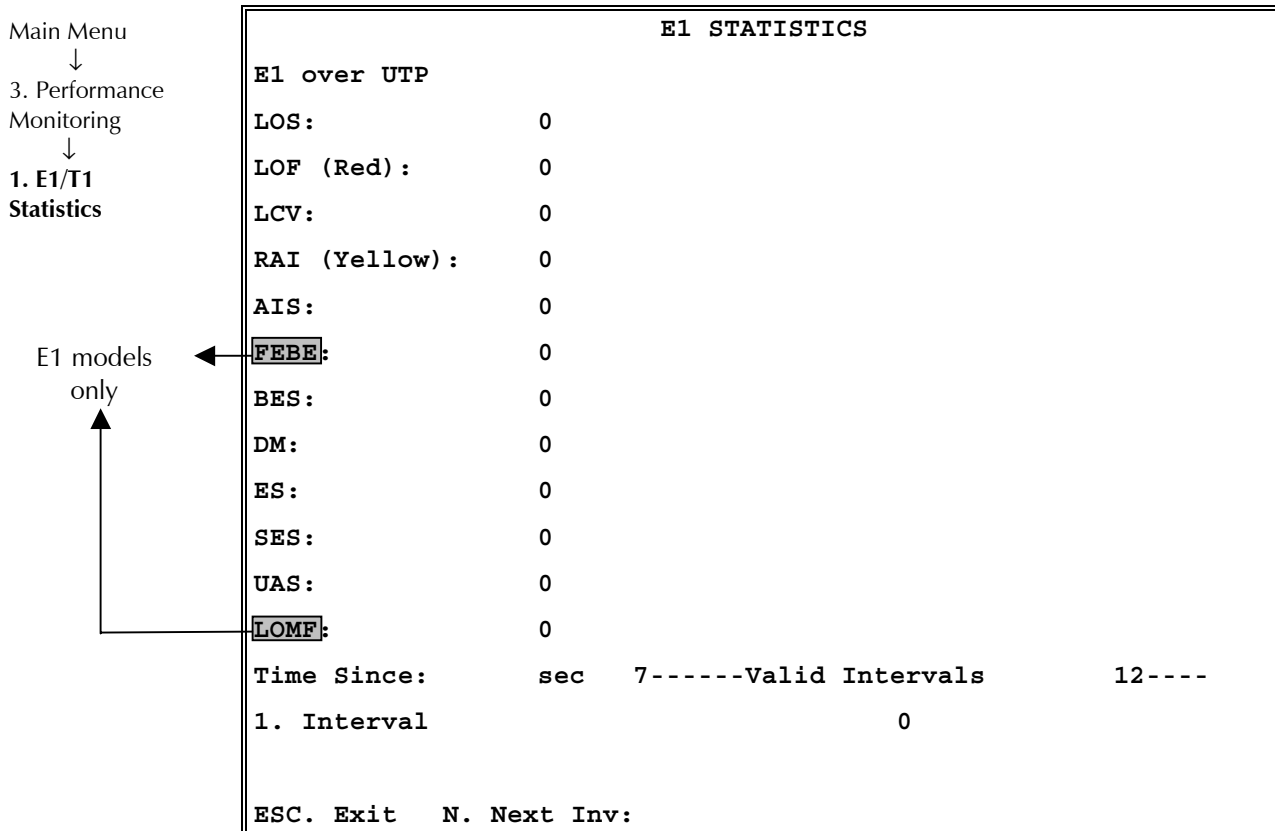 Main Menu
↓
3. Performance
Monitoring
↓
1. E1/T1
Statistics
E1 models
only
E1 STATISTICS
E1 over UTP
LOS: 0
LOF (Red): 0
LCV: 0
RAI (Yellow): 0
AIS: 0
FEBE: 0
BES: 0
DM: 0
ES: 0
SES: 0
UAS: 0
LOMF: 0
Time Since: sec 7------Valid Intervals 12----
1. Interval 0
ESC. Exit N. Next Inv: